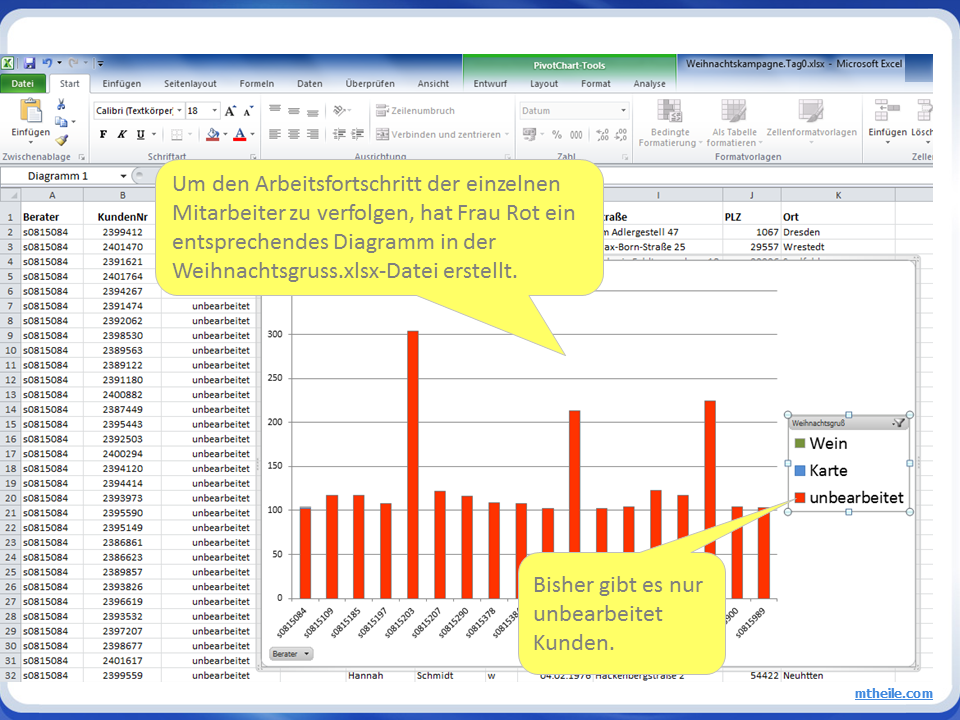 PivotChart-Tools
Weihnachtskampagne.Tag0.xlsx - Microsoft Excel
Datei Start Einfügen Seitenlayout Formeln Daten Überprüfen Ansicht Entwurf Layout Format Analyse
Calibri (Textkörper) 18
Zeilenumbruch
Datum
Einfügen
F K U
Verbinden und zentrieren
% 000
Bedingte Formatierung
Als Tabelle formatieren
Zellenformatvorlagen
Einfügen
Zwischenablage Schriftart Ausrichtung Zahl Formatvorlagen
Diagramm 1
Um den Arbeitsfortschritt der einzelnen
Mitarbeiter zu verfolgen, hat Frau Rot ein
entsprechendes Diagramm in der
Weihnachtsgruss.xlsx-Datei erstellt.
A B I J K
1 Berater KundenNr PLZ Ort
2 s0815084 2399412 m Adlergestell 47 1067 Dresden
3 s0815084 2401470 ax-Born-Straße 25 29557 Wrestedt
4 s0815084 2391621
5 s0815084 2401764
6 s0815084 2394267
7 s0815084 2391474 unbearbeitet
8 s0815084 2392062 unbearbeitet
9 s0815084 2398530 unbearbeitet
10 s0815084 2389563 unbearbeitet
11 s0815084 2389122 unbearbeitet
12 s0815084 2391180 unbearbeitet
13 s0815084 2400882 unbearbeitet
14 s0815084 2387449 unbearbeitet
15 s0815084 2395443 unbearbeitet
16 s0815084 2392503 unbearbeitet
17 s0815084 2400294 unbearbeitet
18 s0815084 2394120 unbearbeitet
19 s0815084 2394414 unbearbeitet
20 s0815084 2393973 unbearbeitet
21 s0815084 2395590 unbearbeitet
22 s0815084 2395149 unbearbeitet
23 s0815084 2386861 unbearbeitet
24 s0815084 2386623 unbearbeitet
25 s0815084 2389857 unbearbeitet
26 s0815084 2393826 unbearbeitet
27 s0815084 2396619 unbearbeitet
28 s0815084 2393532 unbearbeitet
29 s0815084 2397207 unbearbeitet
30 s0815084 2398677 unbearbeitet
31 s0815084 2401617 unbearbeitet
32 s0815084 2399559 unbearbeitet Hannah Schmidt w 04.02.1976 Hackenbergstraße 2 54422 Neuhtten
300
250
200
150
100
50
0
s0815084
s0815109
s0815185
s0815197
s0815203
s0815207
s0815290
s0815378
s0815989
Berater
Weihnachtsgruß
Wein
Karte
unbearbeitet
Bisher gibt es nur
unbearbeitet
Kunden.
mtheile.com